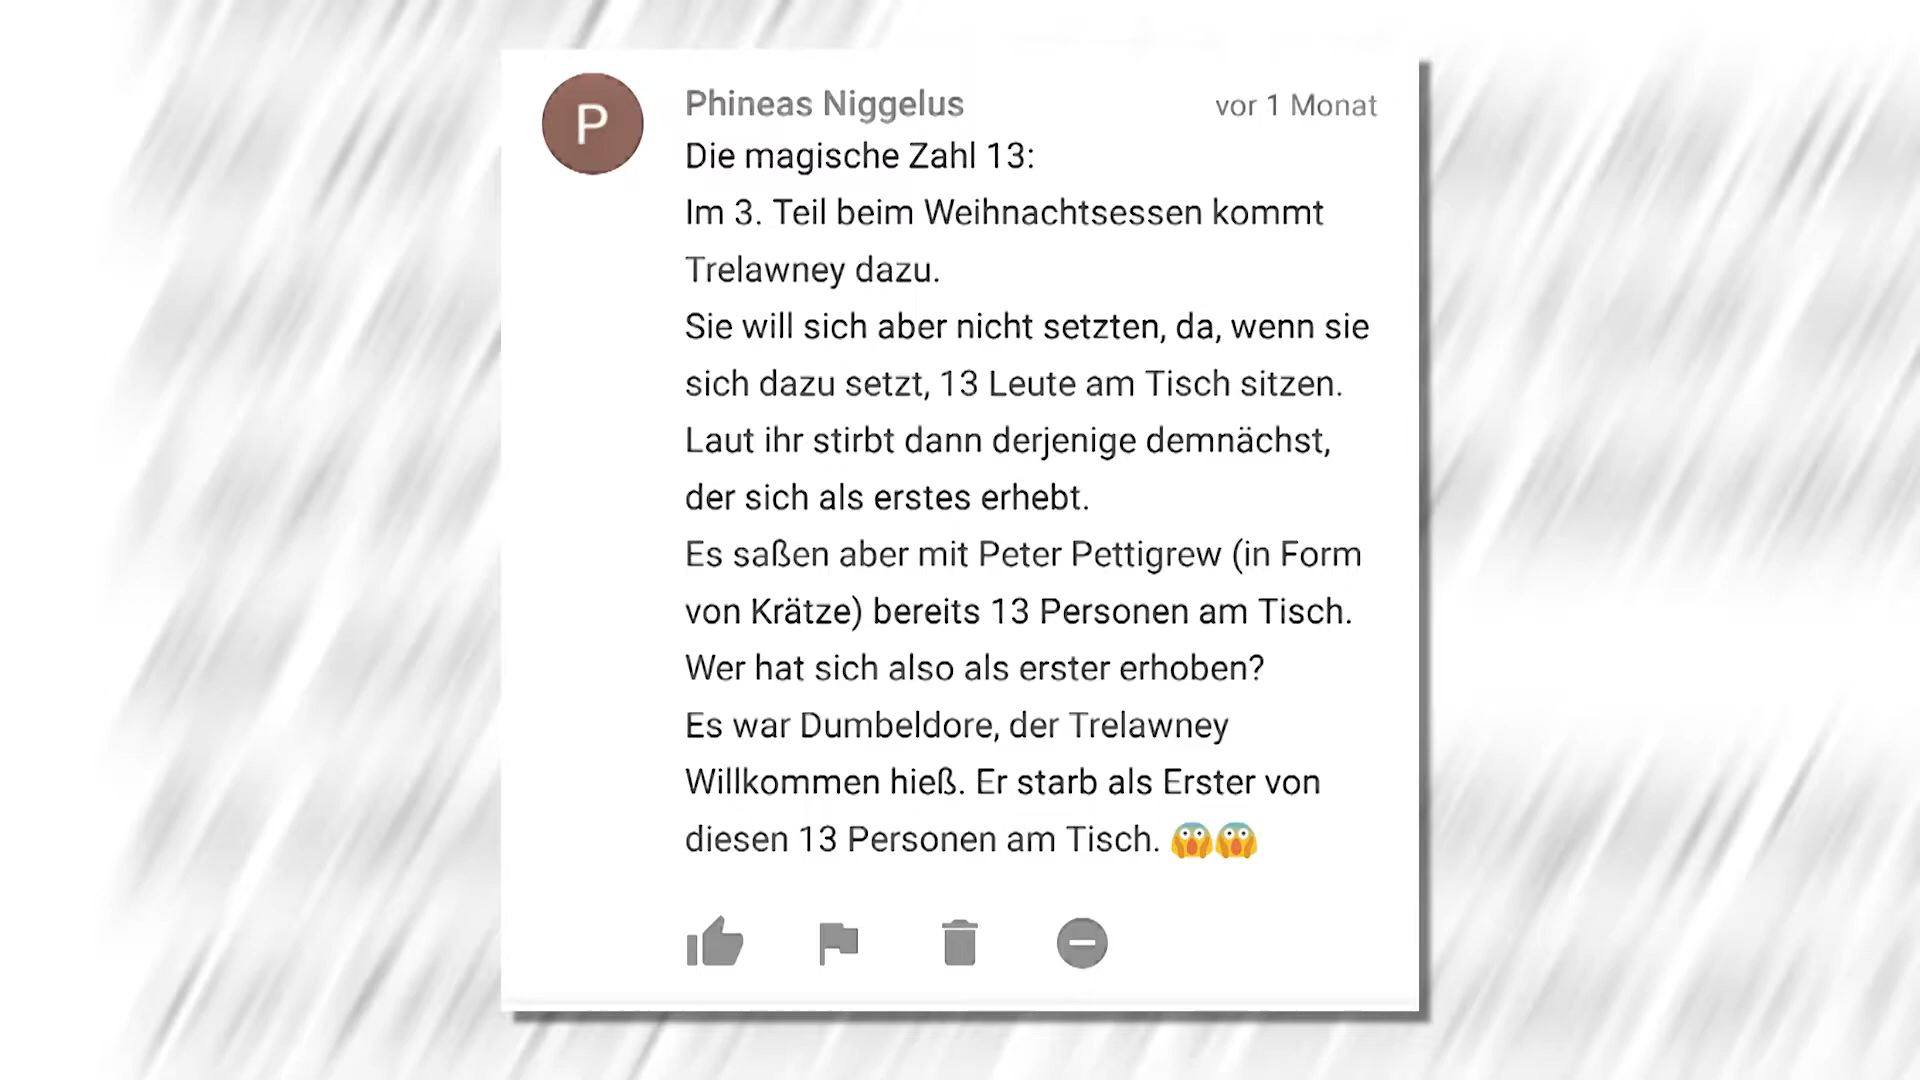 P
Phineas Niggelus
vor 1 Monat
Die magische Zahl 13:
Im 3. Teil beim Weihnachtsessen kommt
Trelawney dazu.
Sie will sich aber nicht setzten, da, wenn sie
sich dazu setzt, 13 Leute am Tisch sitzen.
Laut ihr stirbt dann derjenige demnächst,
der sich als erstes erhebt.
Es saßen aber mit Peter Pettigrew (in Form
von Krätze) bereits 13 Personen am Tisch.
Wer hat sich also als erster erhoben?
Es war Dumbeldore, der Trelawney
Willkommen hieß. Er starb als Erster von
diesen 13 Personen am Tisch. 😱😱